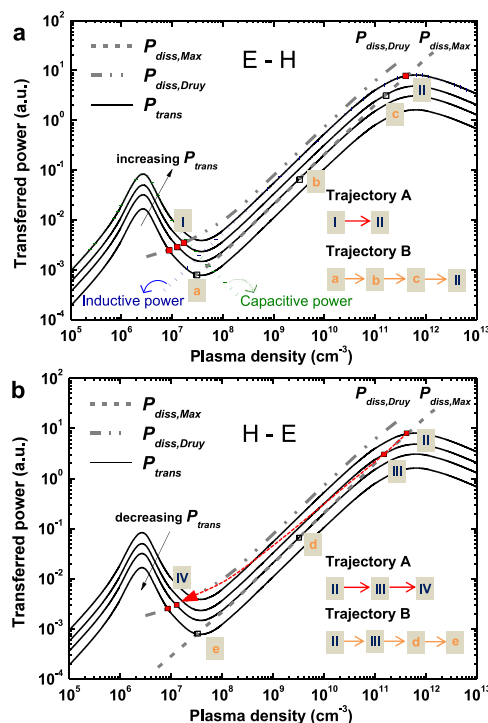 a
E - H
P_diss,Max
P_diss,Druy
P_trans
P_diss,Druy
P_diss,Max
increasing P_trans
I
II
a
b
c
Inductive power
Capacitive power
Trajectory A
I → II
Trajectory B
a → b → c → II
Transferred power (a.u.)
10² 10¹ 10⁰ 10⁻¹ 10⁻² 10⁻³ 10⁻⁴
10⁵ 10⁶ 10⁷ 10⁸ 10⁹ 10¹⁰ 10¹¹ 10¹² 10¹³
Plasma density (cm⁻³)
b
H - E
P_diss,Max
P_diss,Druy
P_trans
P_diss,Druy
P_diss,Max
decreasing P_trans
IV
II
III
d
e
Trajectory A
II → III → IV
Trajectory B
II → III → d → e
Transferred power (a.u.)
10² 10¹ 10⁰ 10⁻¹ 10⁻² 10⁻³ 10⁻⁴
10⁵ 10⁶ 10⁷ 10⁸ 10⁹ 10¹⁰ 10¹¹ 10¹² 10¹³
Plasma density (cm⁻³)